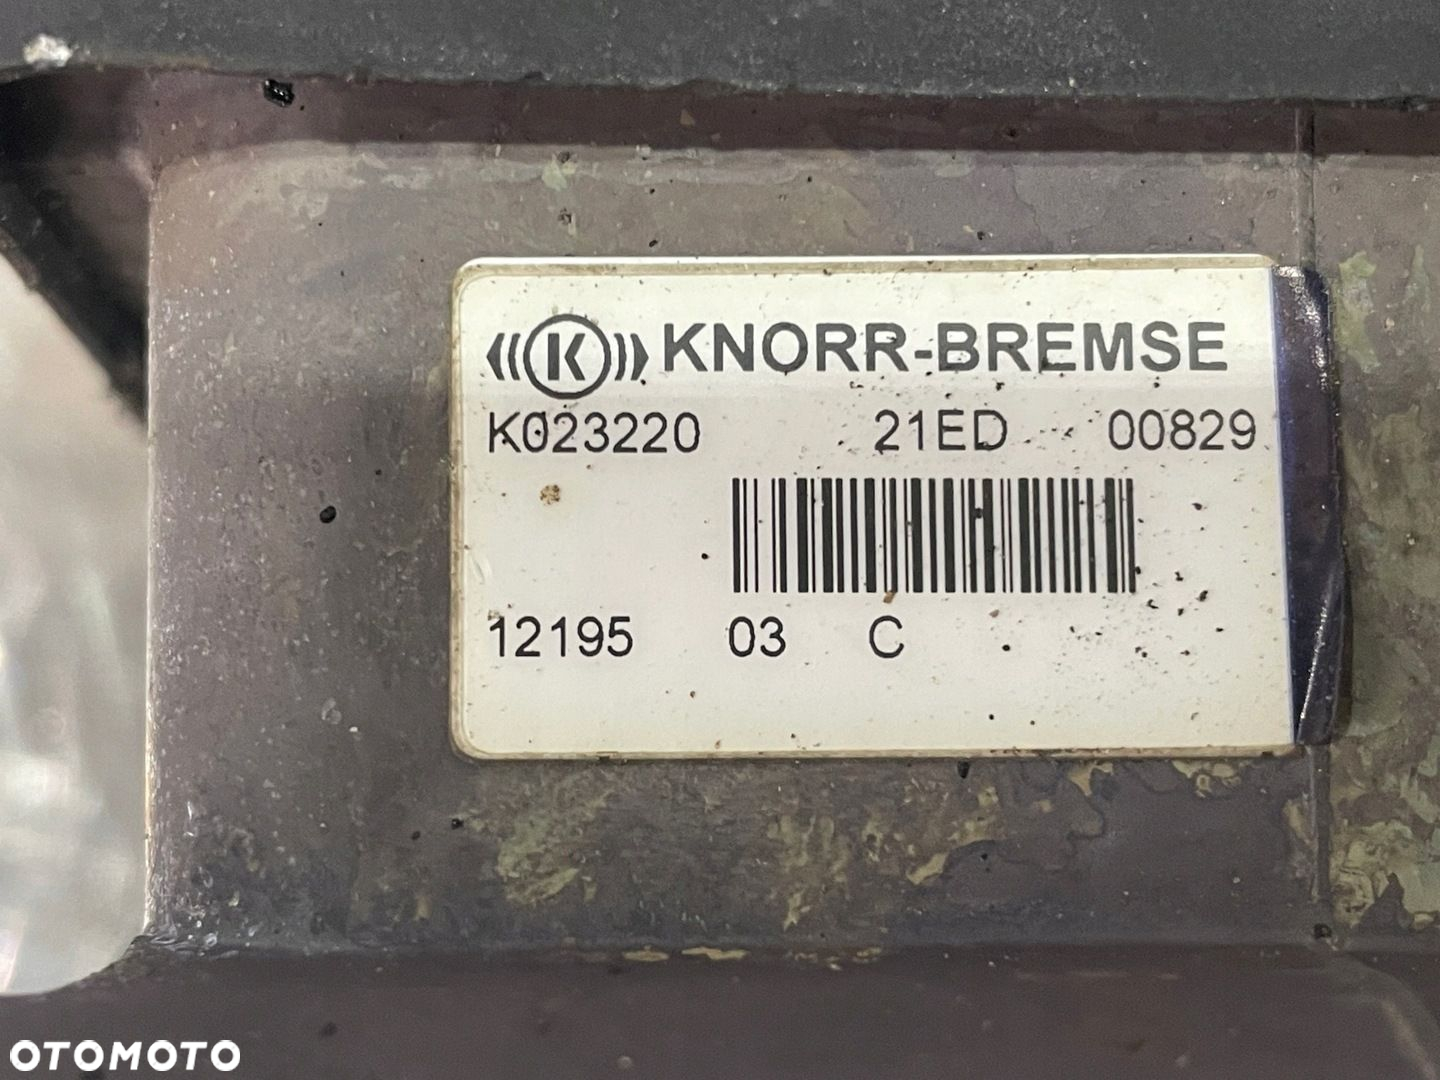 K KNORR-BREMSE
K023220 21ED 00829
12195 03 C
OTOMOTO